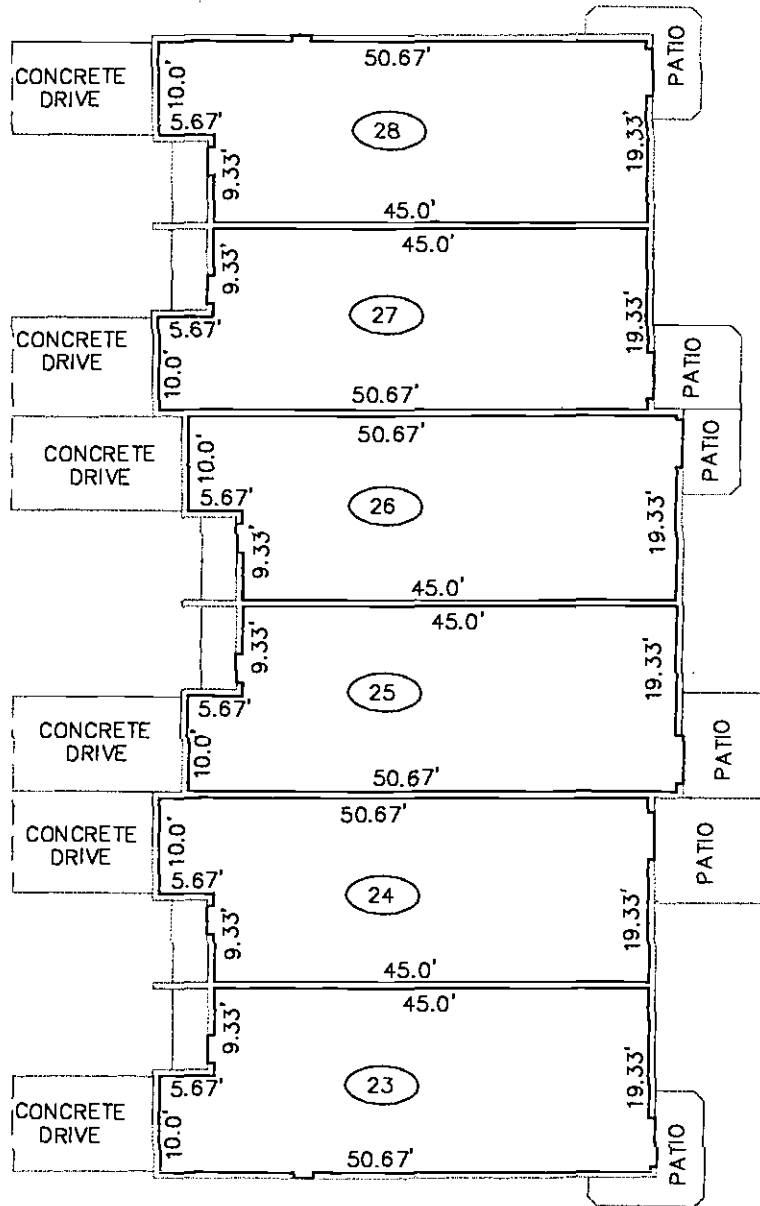 CONCRETE
DRIVE
10.0'
5.67'
9.33'
50.67'
28
45.0'
19.33'
PATIO
45.0'
9.33'
27
19.33'
CONCRETE
DRIVE
5.67'
10.0'
50.67'
PATIO
CONCRETE
DRIVE
10.0'
5.67'
9.33'
50.67'
26
45.0'
19.33'
PATIO
45.0'
9.33'
25
19.33'
CONCRETE
DRIVE
5.67'
10.0'
50.67'
PATIO
CONCRETE
DRIVE
10.0'
5.67'
9.33'
50.67'
24
45.0'
19.33'
PATIO
45.0'
9.33'
23
19.33'
CONCRETE
DRIVE
5.67'
10.0'
50.67'
PATIO